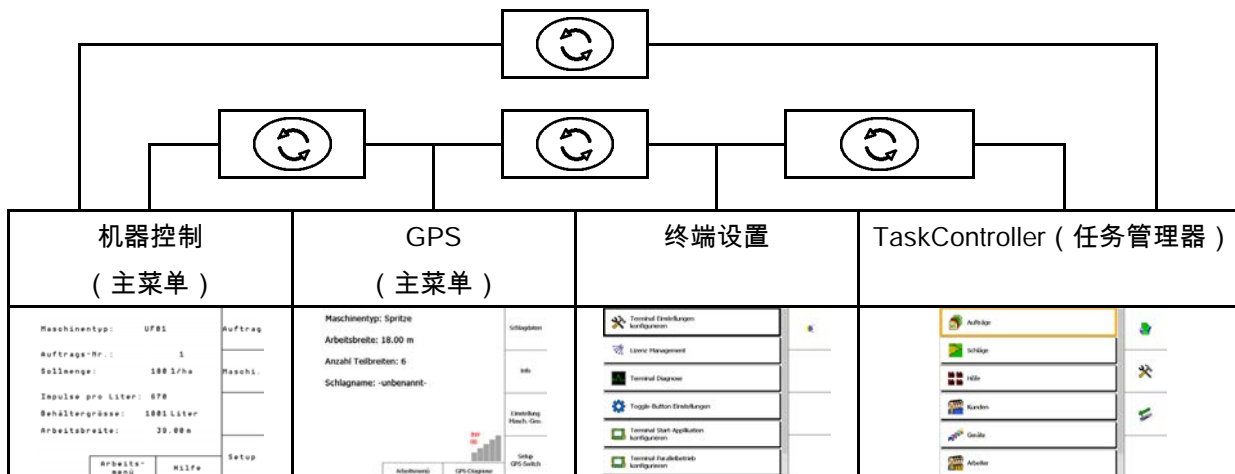 机器控制
（主菜单）
GPS
（主菜单）
终端设置
TaskController（任务管理器）
Maschinentyp: UF01
Auftrags-Nr.: 1
Sollmenge: 100 l/ha
Impulse pro Liter: 670
Behältergrösse: 1001 Liter
Arbeitsbreite: 39.00m
Auftrag
Maschi.
Setup
Arbeits-
menü
Hilfe
Maschinentyp: Spritze
Arbeitsbreite: 18.00 m
Anzahl Teilbreiten: 6
Schlagname: -unbenannt-
Schlagdaten
Info
Einstellung
Masch.-Geo.
Setup
GPS-Switch
Arbeitsmenü
GPS-Diagnose
Terminal Einstellungen
konfigurieren
Lizenz Management
Terminal Diagnose
Toggle-Button Einstellungen
Terminal Start-Applikation
konfigurieren
Terminal Parallelbetrieb
konfigurieren
Aufträge
Schläge
Höfe
Kunden
Geräte
Arbeiter